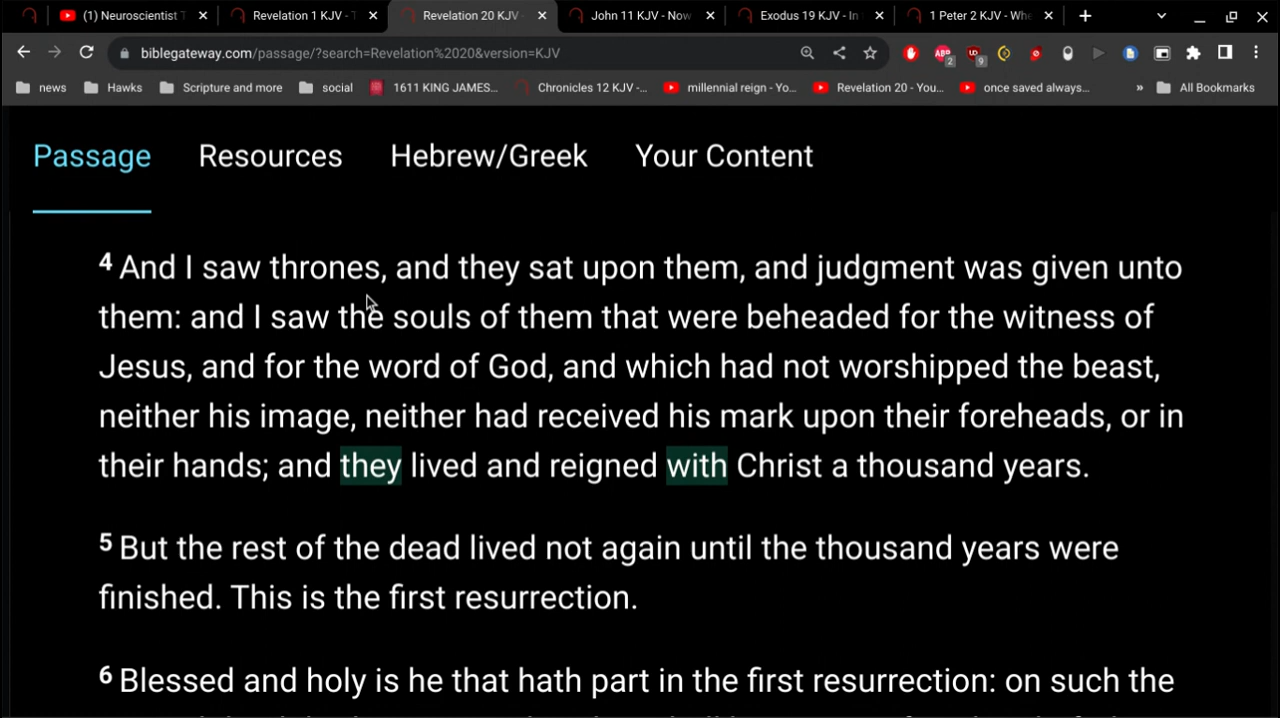 (1) Neuroscientist T
Revelation 1 KJV - T
Revelation 20 KJV -
John 11 KJV - Now
Exodus 19 KJV - In
1 Peter 2 KJV - Whe
biblegateway.com/passage/?search=Revelation%2020&version=KJV
ABP
2
9
news
Hawks
Scripture and more
social
1611 KING JAMES...
Chronicles 12 KJV -...
millennial reign - Yo...
Revelation 20 - You...
once saved always...
»
All Bookmarks
Passage
Resources
Hebrew/Greek
Your Content
4 And I saw thrones, and they sat upon them, and judgment was given unto
them: and I saw the souls of them that were beheaded for the witness of
Jesus, and for the word of God, and which had not worshipped the beast,
neither his image, neither had received his mark upon their foreheads, or in
their hands; and they lived and reigned with Christ a thousand years.
5 But the rest of the dead lived not again until the thousand years were
finished. This is the first resurrection.
6 Blessed and holy is he that hath part in the first resurrection: on such the